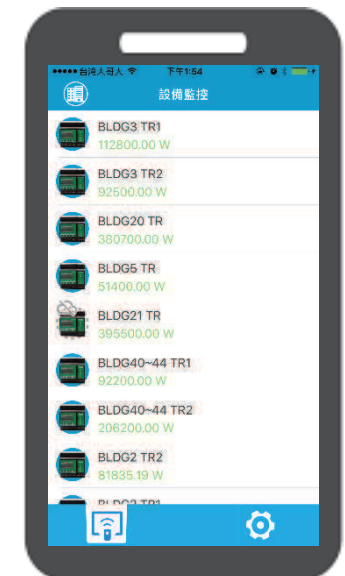 ●●●●● 台灣大哥大 下午1:54
設備監控
BLDG3 TR1
112800.00 W
BLDG3 TR2
92500.00 W
BLDG20 TR
380700.00 W
BLDG5 TR
51400.00 W
BLDG21 TR
395500.00 W
BLDG40~44 TR1
92200.00 W
BLDG40~44 TR2
206200.00 W
BLDG2 TR2
81835.19 W
BLDG2 TR1